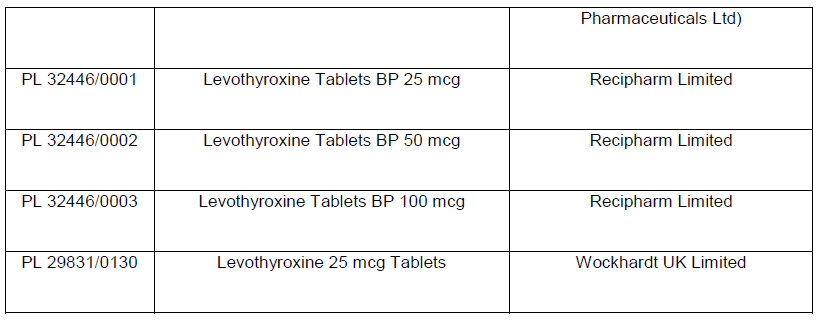 Pharmaceuticals Ltd)
PL 32446/0001 Levothyroxine Tablets BP 25 mcg Recipharm Limited
PL 32446/0002 Levothyroxine Tablets BP 50 mcg Recipharm Limited
PL 32446/0003 Levothyroxine Tablets BP 100 mcg Recipharm Limited
PL 29831/0130 Levothyroxine 25 mcg Tablets Wockhardt UK Limited